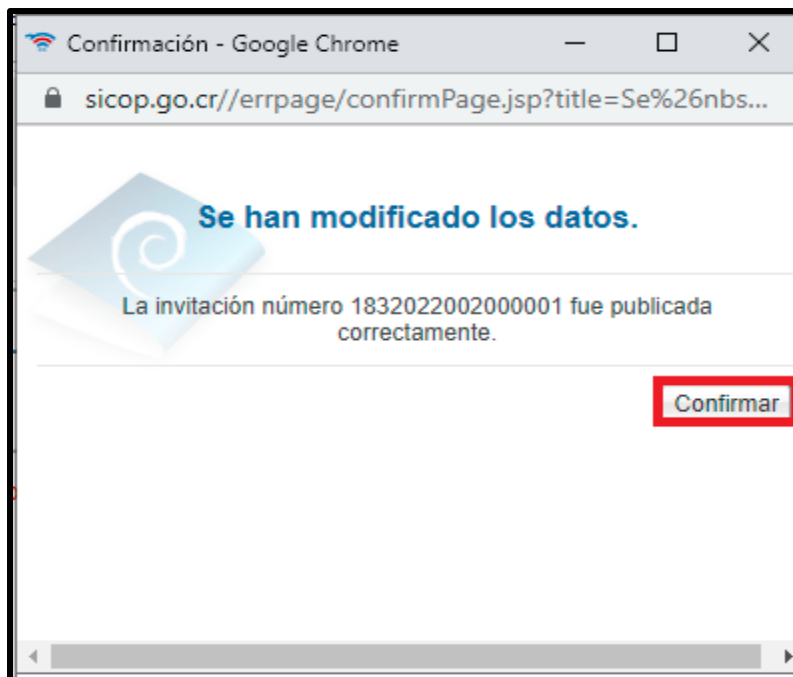 Confirmación - Google Chrome
sicop.go.cr//errpage/confirmPage.jsp?title=Se%26nbs...
Se han modificado los datos.
La invitación número 1832022002000001 fue publicada
correctamente.
Confirmar